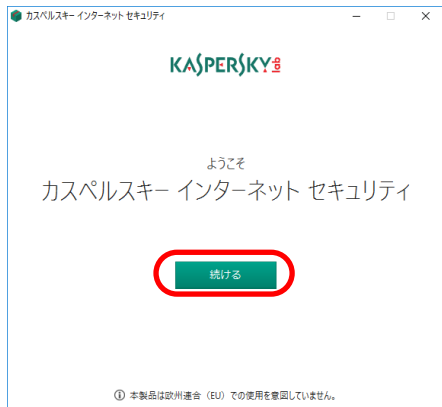 カスペルスキー インターネット セキュリティ
KASPERSKY lab
ようこそ
カスペルスキー インターネット セキュリティ
続ける
本製品は欧州連合（EU）での使用を意図していません。